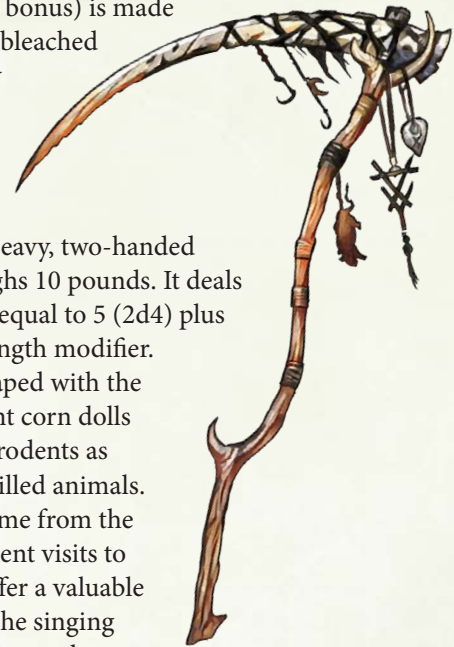 bonus) is made
bleached
eavy, two-handed
ghs 10 pounds. It deals
equal to 5 (2d4) plus
ngth modifier.
aped with the
nt corn dolls
rodents as
illed animals.
me from the
ent visits to
ffer a valuable
he singing